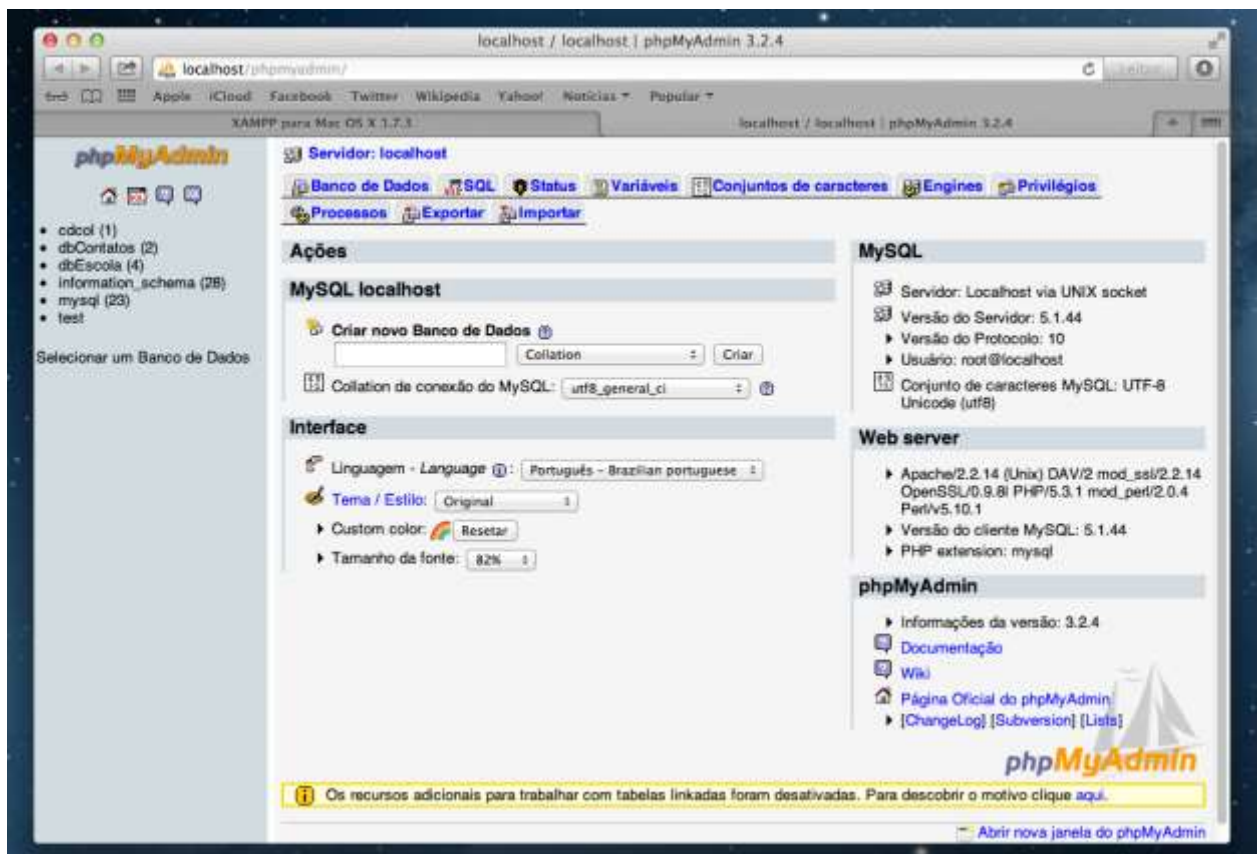 localhost / localhost | phpMyAdmin 3.2.4
localhost/phpmyadmin/
Apple iCloud Facebook Twitter Wikipedia Yahoo! Notícias Popular
XAMPP para Mac OS X 1.7.3
localhost / localhost | phpMyAdmin 3.2.4
phpMyAdmin
cdcol (1)
dbContatos (2)
dbEscola (4)
information_schema (28)
mysql (23)
test
Selecionar um Banco de Dados
Servidor: localhost
Banco de Dados SQL Status Variáveis Conjuntos de caracteres Engines Privilégios
Processos Exportar Importar
Ações
MySQL localhost
Criar novo Banco de Dados
Collation Criar
Collation de conexão do MySQL: utf8_general_ci
Interface
Linguagem - Language : Português - Brazilian portuguese
Tema / Estilo: Original
Custom color: Resetar
Tamanho da fonte: 82%
MySQL
Servidor: Localhost via UNIX socket
Versão do Servidor: 5.1.44
Versão do Protocolo: 10
Usuário: root@localhost
Conjunto de caracteres MySQL: UTF-8
Unicode (utf8)
Web server
Apache/2.2.14 (Unix) DAV/2 mod_ssl/2.2.14
OpenSSL/0.9.8l PHP/5.3.1 mod_perl/2.0.4
Perl/v5.10.1
Versão do cliente MySQL: 5.1.44
PHP extension: mysql
phpMyAdmin
Informações da versão: 3.2.4
Documentação
Wiki
Página Oficial do phpMyAdmin
[ChangeLog] [Subversion] [Lists]
phpMyAdmin
Os recursos adicionais para trabalhar com tabelas linkadas foram desativadas. Para descobrir o motivo clique aqui.
Abrir nova janela do phpMyAdmin